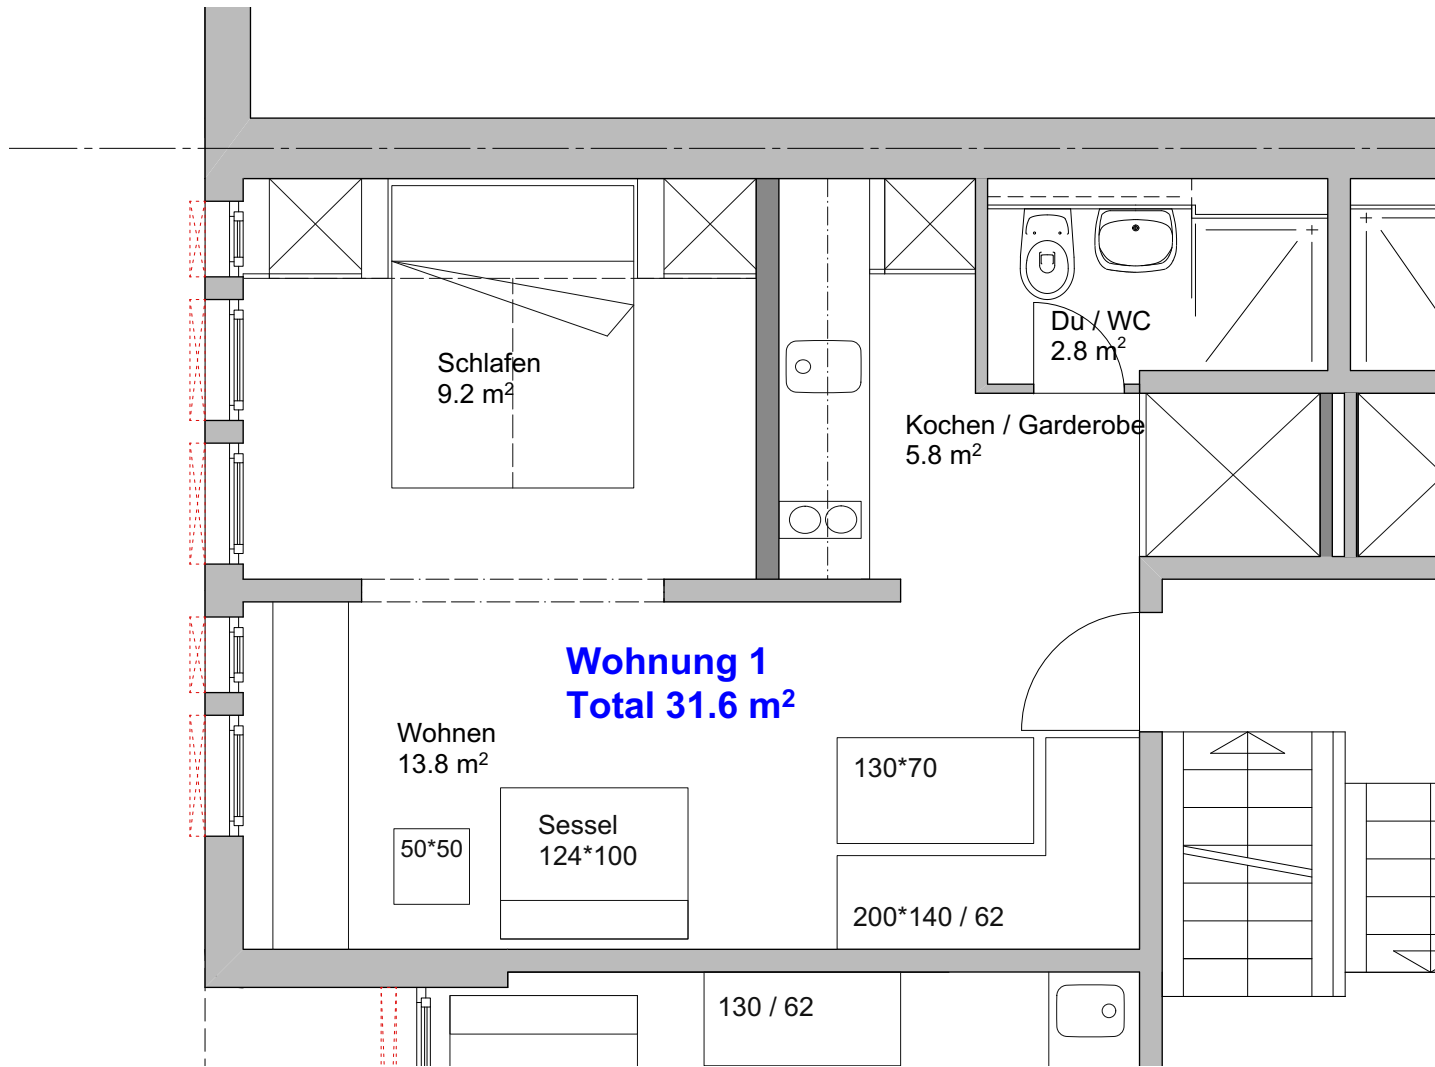 Schlafen
9.2 m²
Du / WC
2.8 m²
Kochen / Garderobe
5.8 m²
Wohnung 1
Total 31.6 m²
Wohnen
13.8 m²
130*70
Sessel
124*100
50*50
200*140 / 62
130 / 62